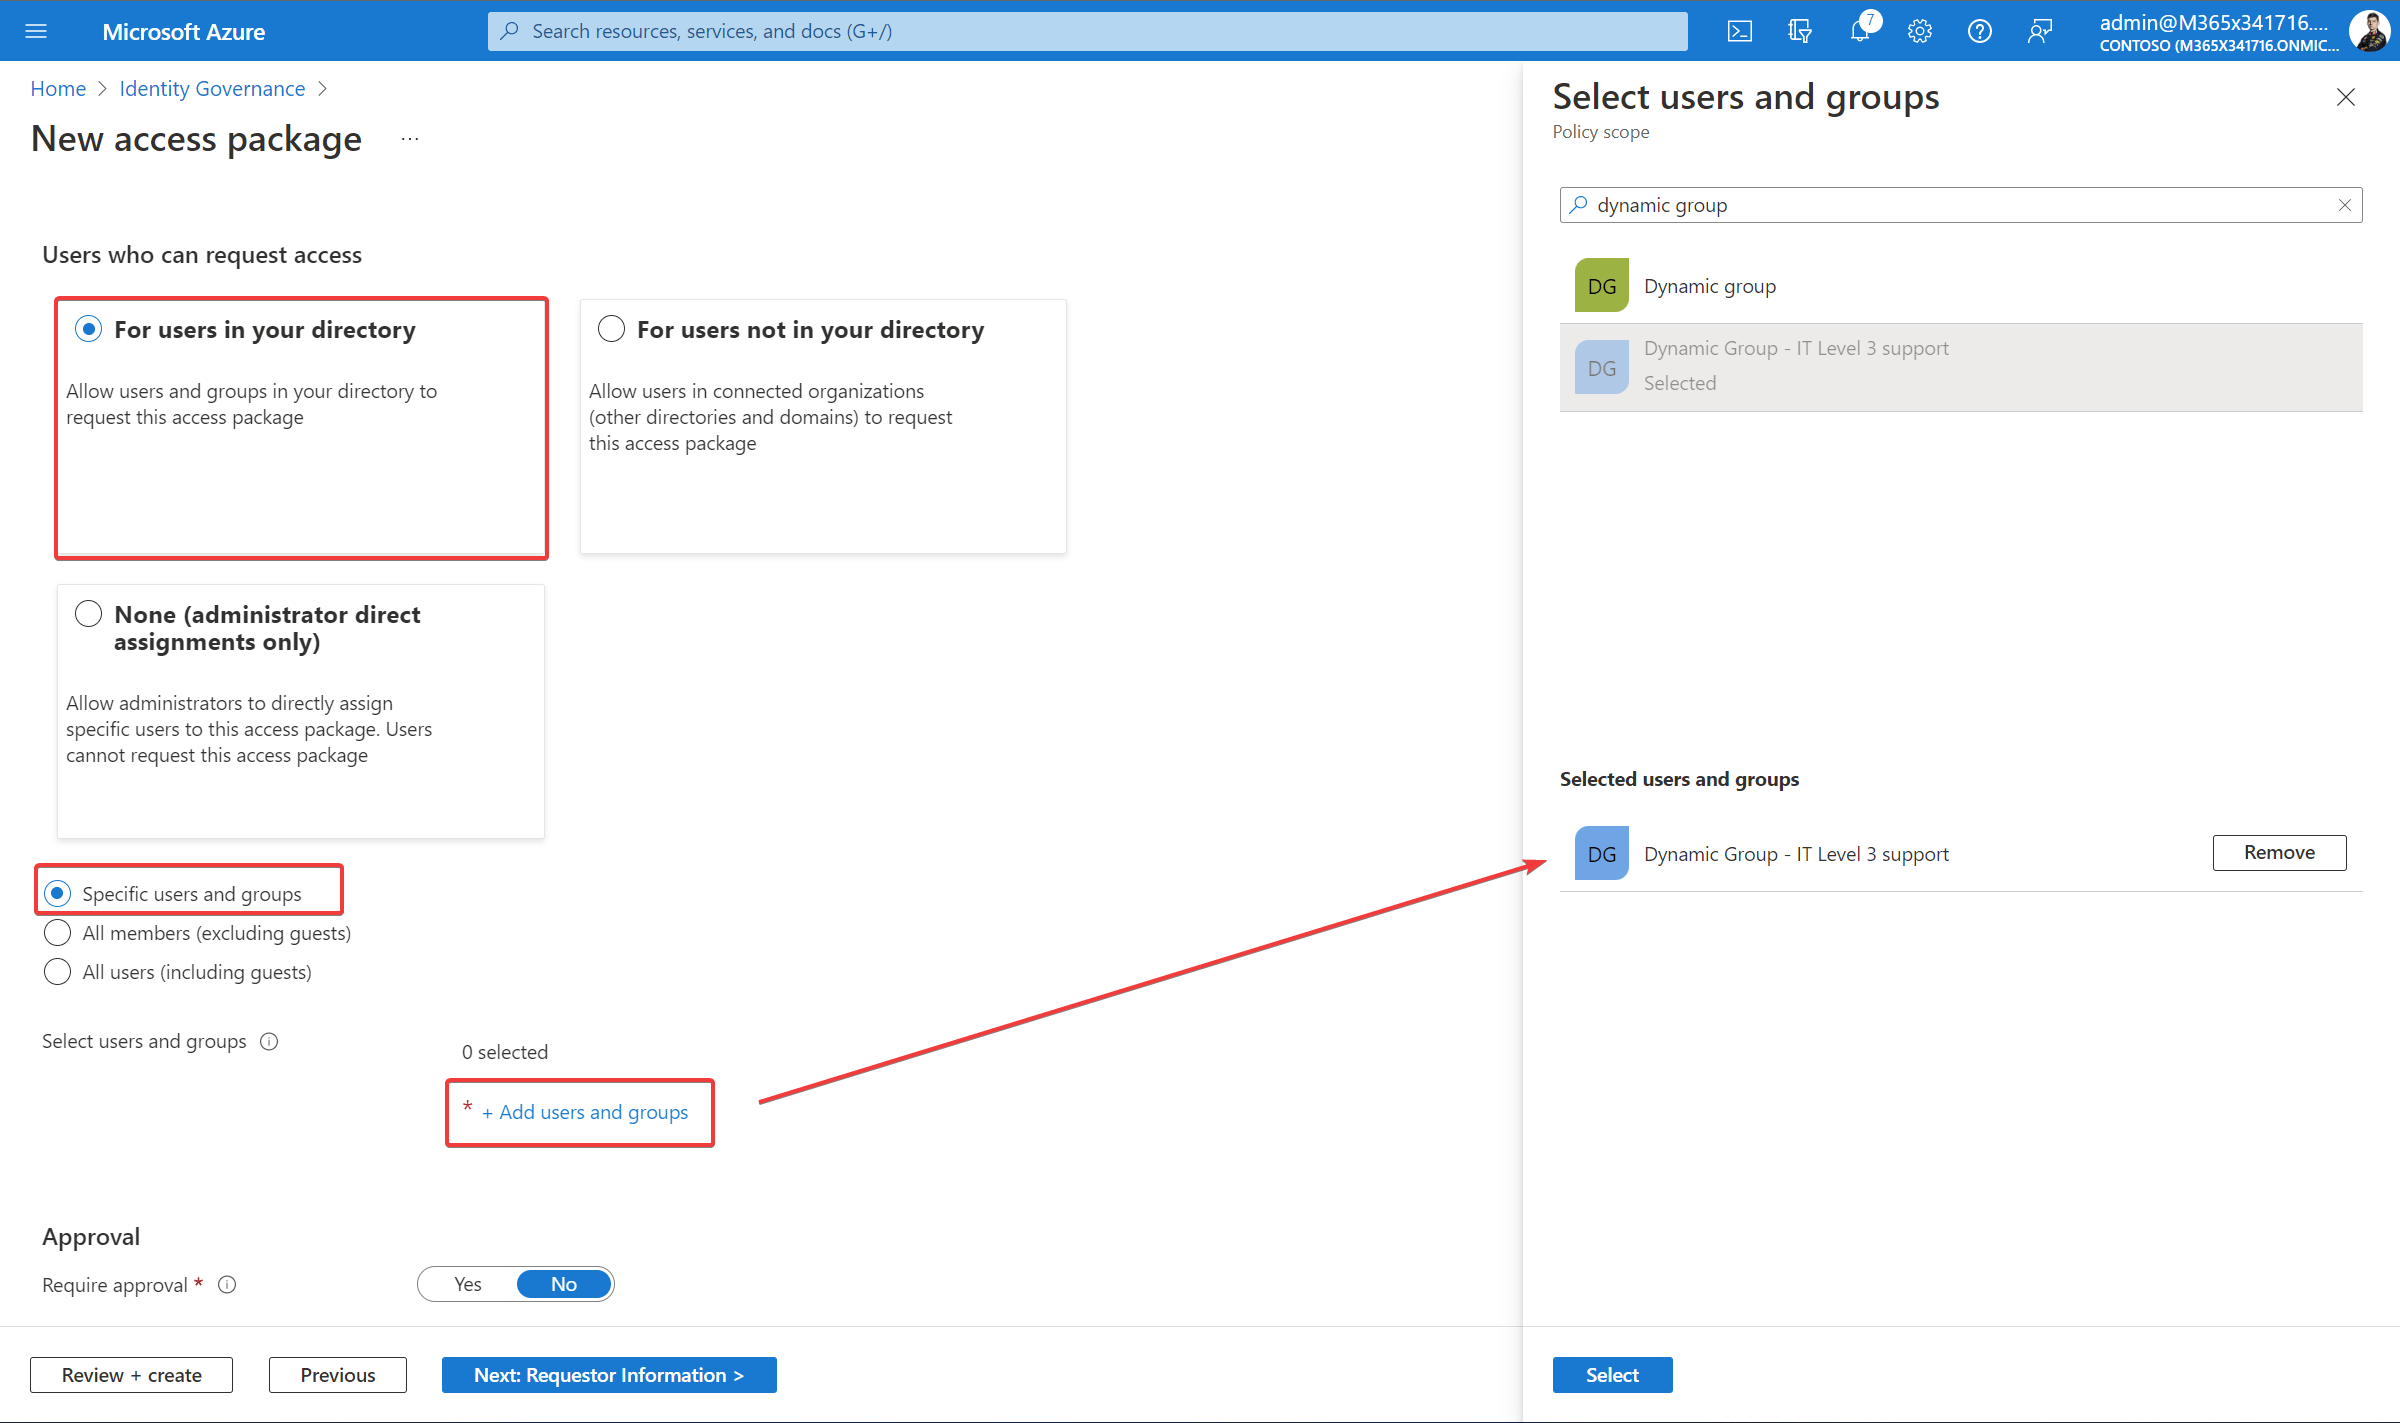 Microsoft Azure
Search resources, services, and docs (G+/)
7
admin@M365x341716....
CONTOSO (M365X341716.ONMIC...
Home
Identity Governance
New access package
...
Users who can request access
For users in your directory
Allow users and groups in your directory to
request this access package
For users not in your directory
Allow users in connected organizations
(other directories and domains) to request
this access package
None (administrator direct
assignments only)
Allow administrators to directly assign
specific users to this access package. Users
cannot request this access package
Specific users and groups
All members (excluding guests)
All users (including guests)
Select users and groups
0 selected
* + Add users and groups
Approval
Require approval *
Yes
No
Review + create
Previous
Next: Requestor Information >
Select users and groups
Policy scope
dynamic group
DG
Dynamic group
DG
Dynamic Group - IT Level 3 support
Selected
Selected users and groups
DG
Dynamic Group - IT Level 3 support
Remove
Select